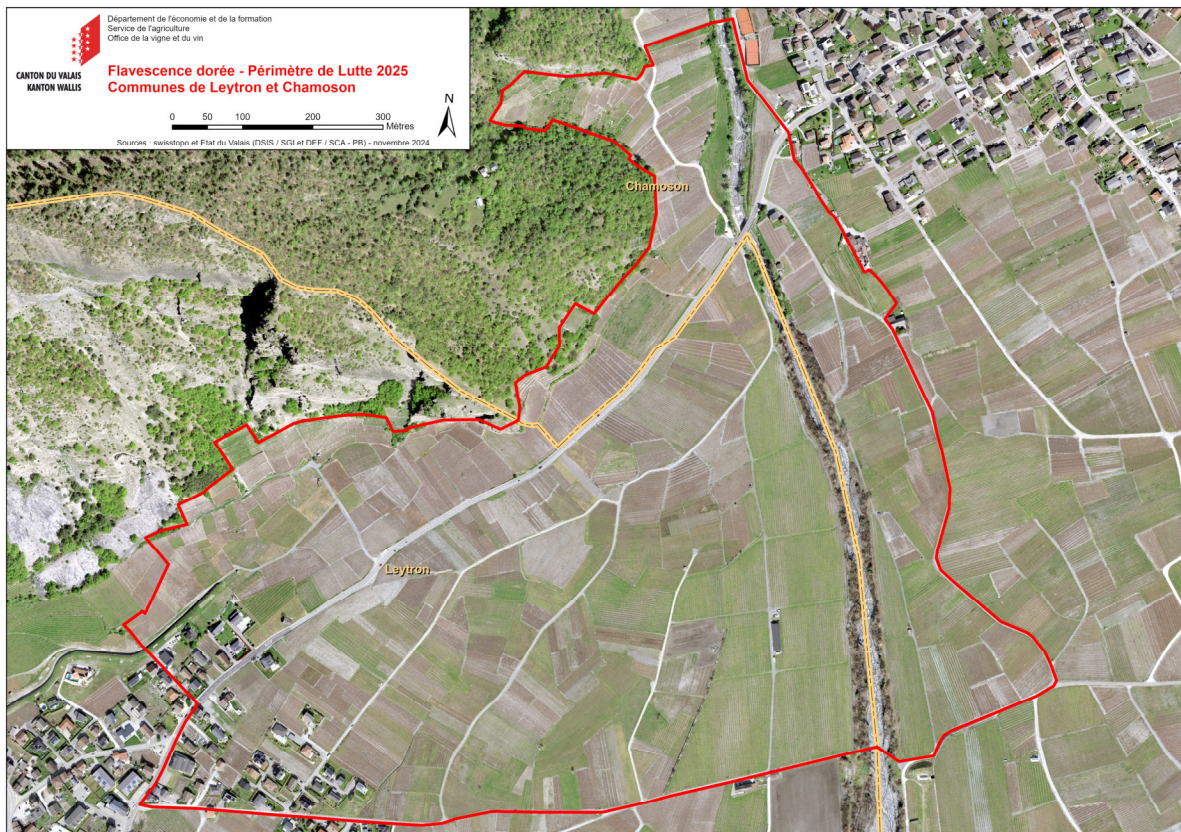 Département de l'économie et de la formation
Service de l'agriculture
Office de la vigne et du vin
CANTON DU VALAIS
KANTON WALLIS
Flavescence dorée - Périmètre de Lutte 2025
Communes de Leytron et Chamoson
N
0 50 100 200 300
Mètres
Sources : swisstopo et Etat du Valais (DSIS / SGI et DEF / SCA - PB) - novembre 2024
Chamoson
Leytron